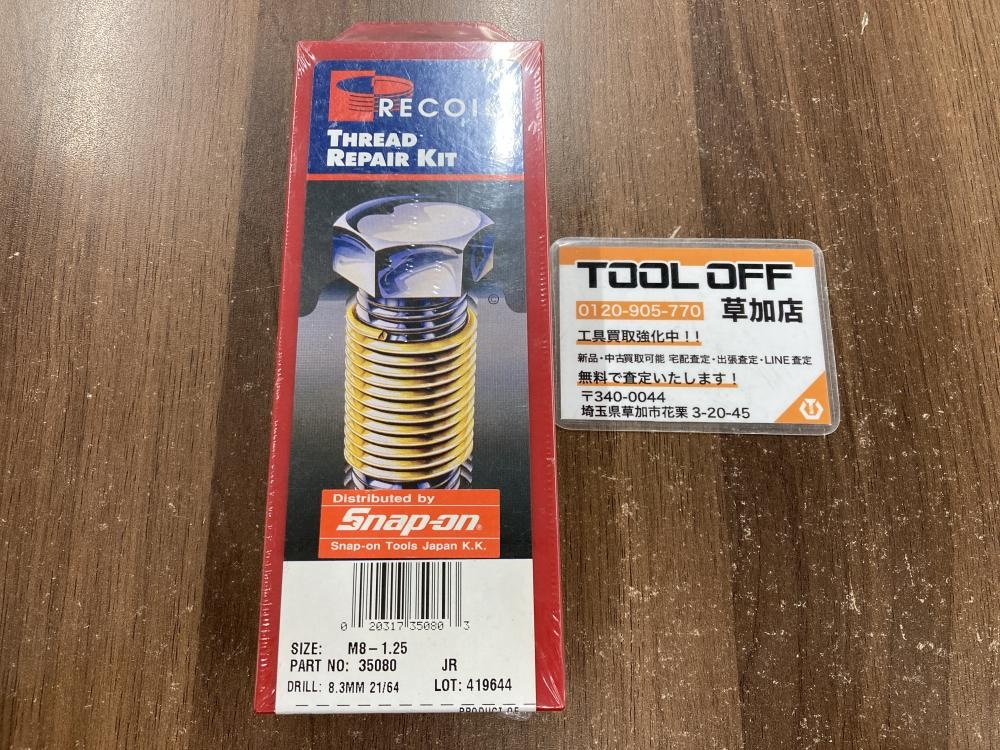 RECOIL
THREAD
REPAIR KIT
©
Distributed by
Snap-on®
Snap-on Tools Japan K.K.
0 20317 35080 3
SIZE: M8-1.25
PART NO: 35080 JR
DRILL: 8.3MM 21/64 LOT: 419644
PRODUCT OF
TOOL OFF
0120-905-770 草加店
工具買取強化中!!
新品・中古買取可能 宅配査定・出張査定・LINE査定
無料で査定いたします!
〒340-0044
埼玉県草加市花栗3-20-45